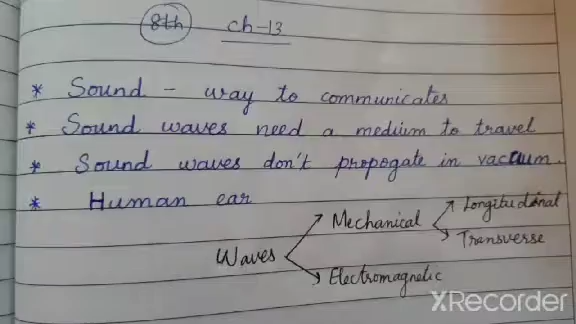 8th ch-13
* Sound - way to communicates
* Sound waves need a medium to travel
* Sound waves don't propogate in vacuum.
* Human ear
Waves
Mechanical
Longitudinal
Transverse
Electromagnetic
XRecorder